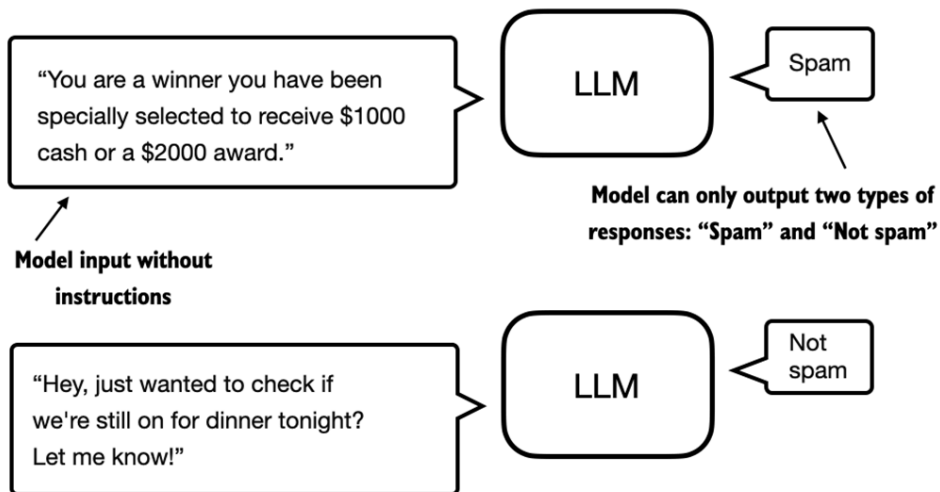 “You are a winner you have been
specially selected to receive $1000
cash or a $2000 award.”
LLM
Spam
Model can only output two types of
responses: “Spam” and “Not spam”
Model input without
instructions
“Hey, just wanted to check if
we're still on for dinner tonight?
Let me know!”
LLM
Not
spam